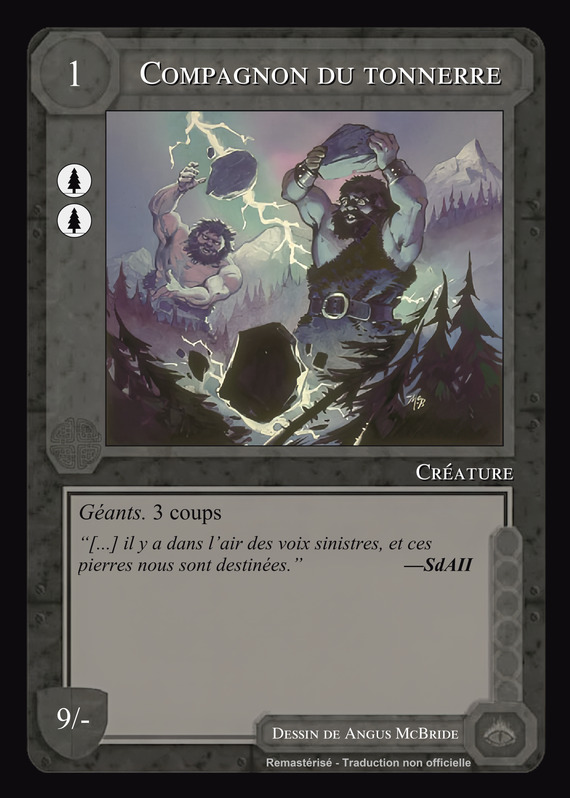 1
COMPAGNON DU TONNERRE
McB
CRÉATURE
Géants. 3 coups
“[...] il y a dans l’air des voix sinistres, et ces
pierres nous sont destinées.” —SdAII
9/-
DESSIN DE ANGUS MCBRIDE
Remastérisé - Traduction non officielle